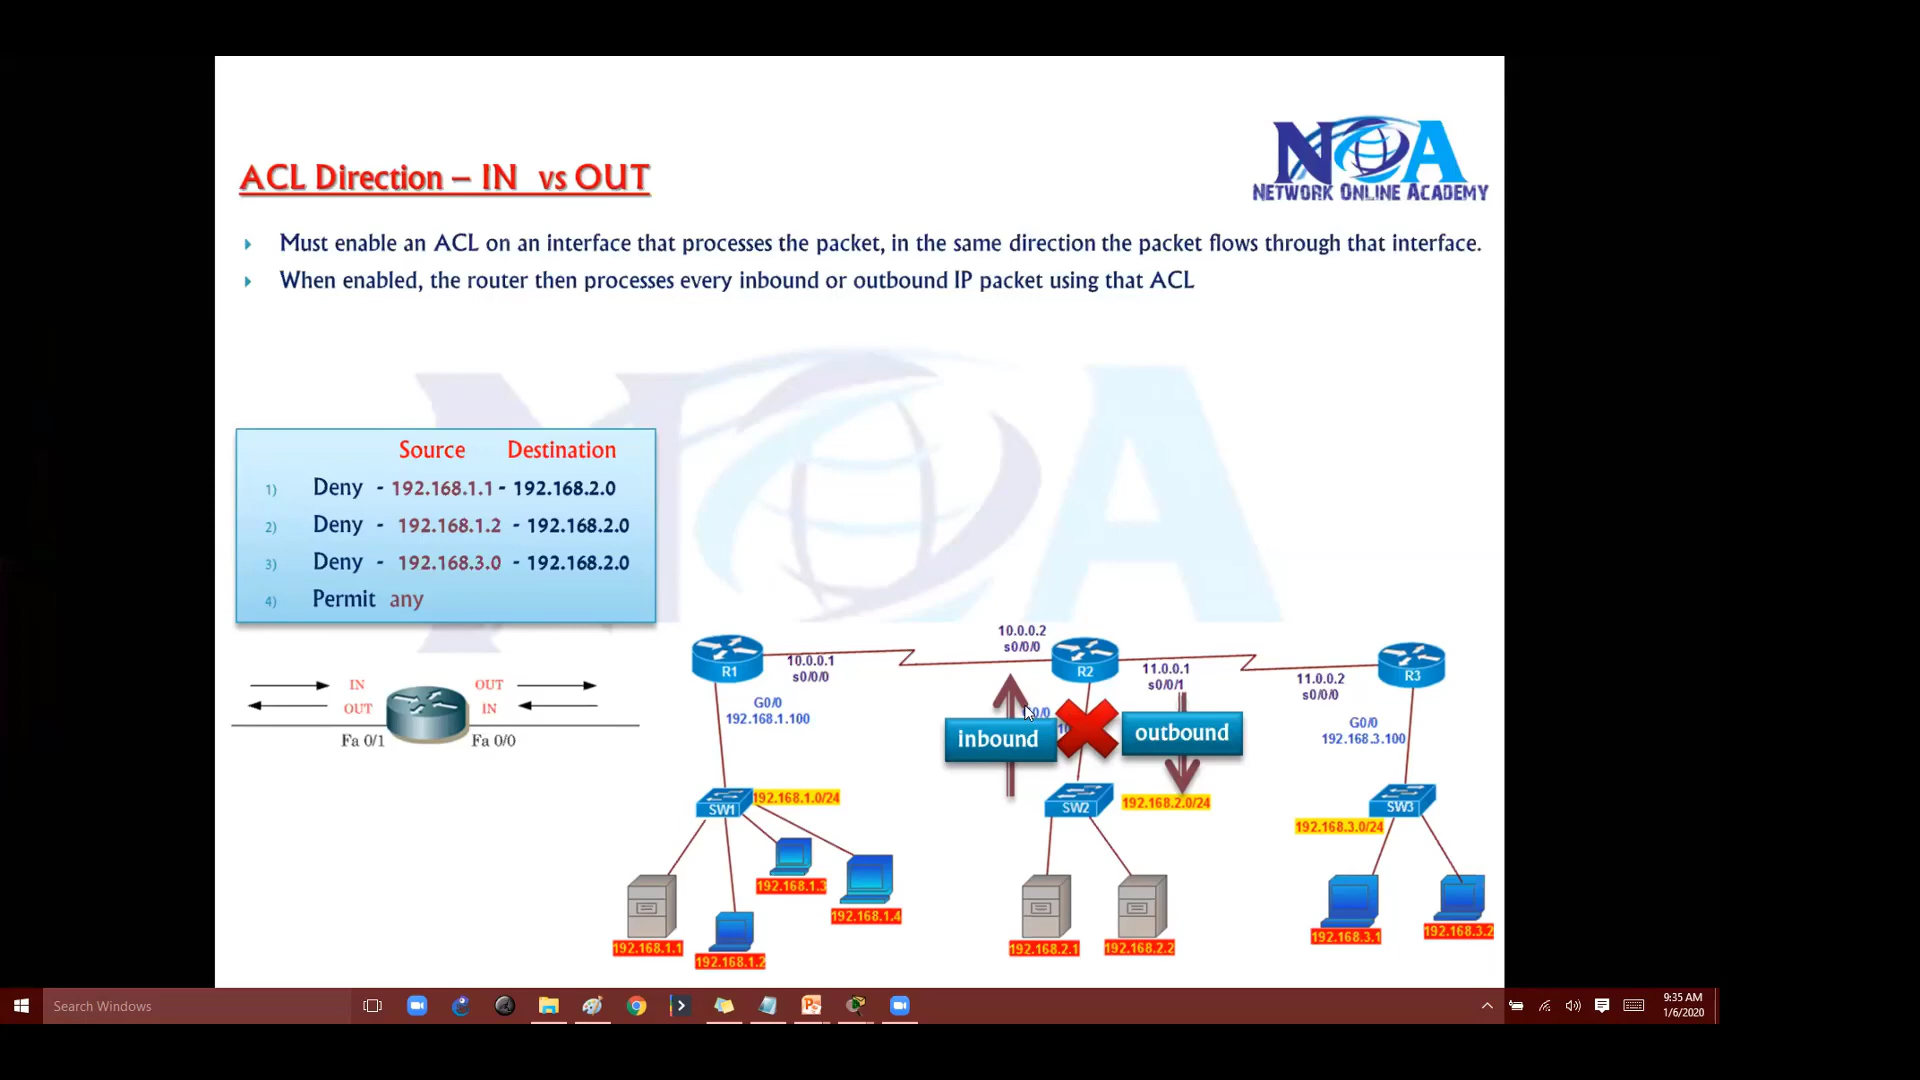 NOA
NETWORK ONLINE ACADEMY
ACL Direction – IN vs OUT
Must enable an ACL on an interface that processes the packet, in the same direction the packet flows through that interface.
When enabled, the router then processes every inbound or outbound IP packet using that ACL
Source Destination
1) Deny - 192.168.1.1 - 192.168.2.0
2) Deny - 192.168.1.2 - 192.168.2.0
3) Deny - 192.168.3.0 - 192.168.2.0
4) Permit any
IN OUT
OUT IN
Fa 0/1 Fa 0/0
R1
10.0.0.1
s0/0/0
G0/0
192.168.1.100
10.0.0.2
s0/0/0
R2
11.0.0.1
s0/0/1
11.0.0.2
s0/0/0
R3
G0/0
192.168.3.100
inbound
outbound
SW1
192.168.1.0/24
SW2
192.168.2.0/24
SW3
192.168.3.0/24
192.168.1.1
192.168.1.2
192.168.1.3
192.168.1.4
192.168.2.1
192.168.2.2
192.168.3.1
192.168.3.2
Search Windows
9:35 AM
1/6/2020